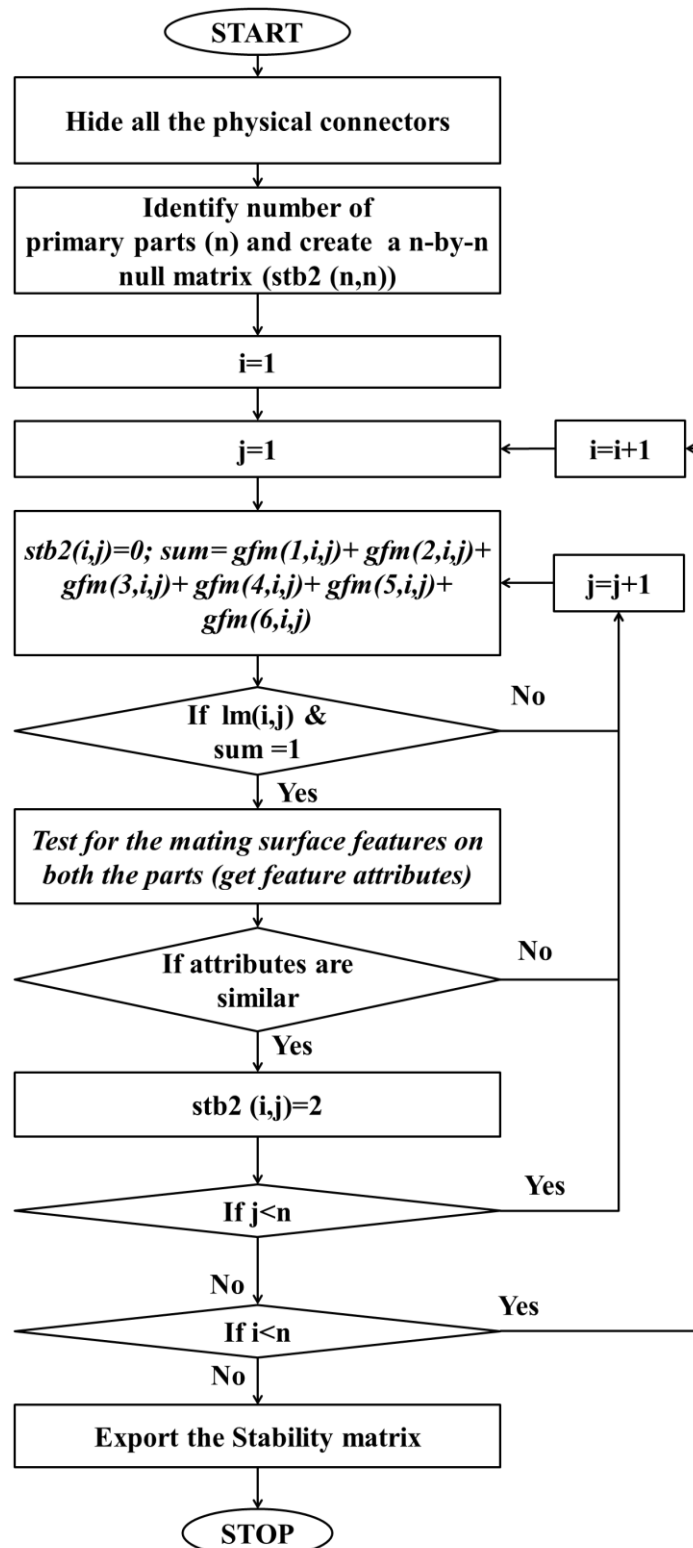 START
Hide all the physical connectors
Identify number of
primary parts (n) and create a n-by-n
null matrix (stb2 (n,n))
i=1
j=1
i=i+1
stb2(i,j)=0; sum= gfm(1,i,j)+ gfm(2,i,j)+
gfm(3,i,j)+ gfm(4,i,j)+ gfm(5,i,j)+
gfm(6,i,j)
j=j+1
If lm(i,j) &
sum =1
No
Yes
Test for the mating surface features on
both the parts (get feature attributes)
If attributes are
similar
No
Yes
stb2 (i,j)=2
If j<n
Yes
No
If i<n
Yes
No
Export the Stability matrix
STOP